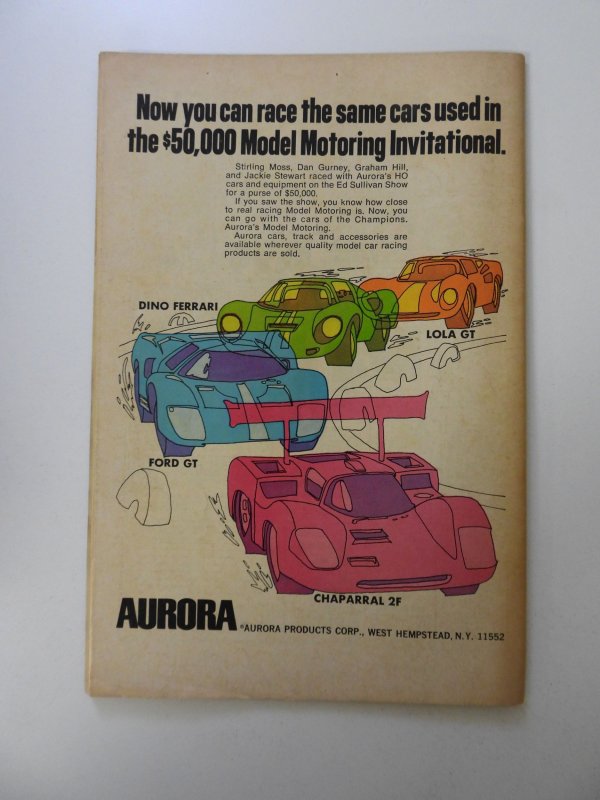 Now you can race the same cars used in
the $50,000 Model Motoring Invitational.
Stirling Moss, Dan Gurney, Graham Hill,
and Jackie Stewart raced with Aurora's HO
cars and equipment on the Ed Sullivan Show
for a purse of $50,000.
If you saw the show, you know how close
to real racing Model Motoring is. Now, you
can go with the cars of the Champions.
Aurora's Model Motoring.
Aurora cars, track and accessories are
available wherever quality model car racing
products are sold.
DINO FERRARI
LOLA GT
FORD GT
CHAPARRAL 2F
AURORA ©AURORA PRODUCTS CORP., WEST HEMPSTEAD, N.Y. 11552